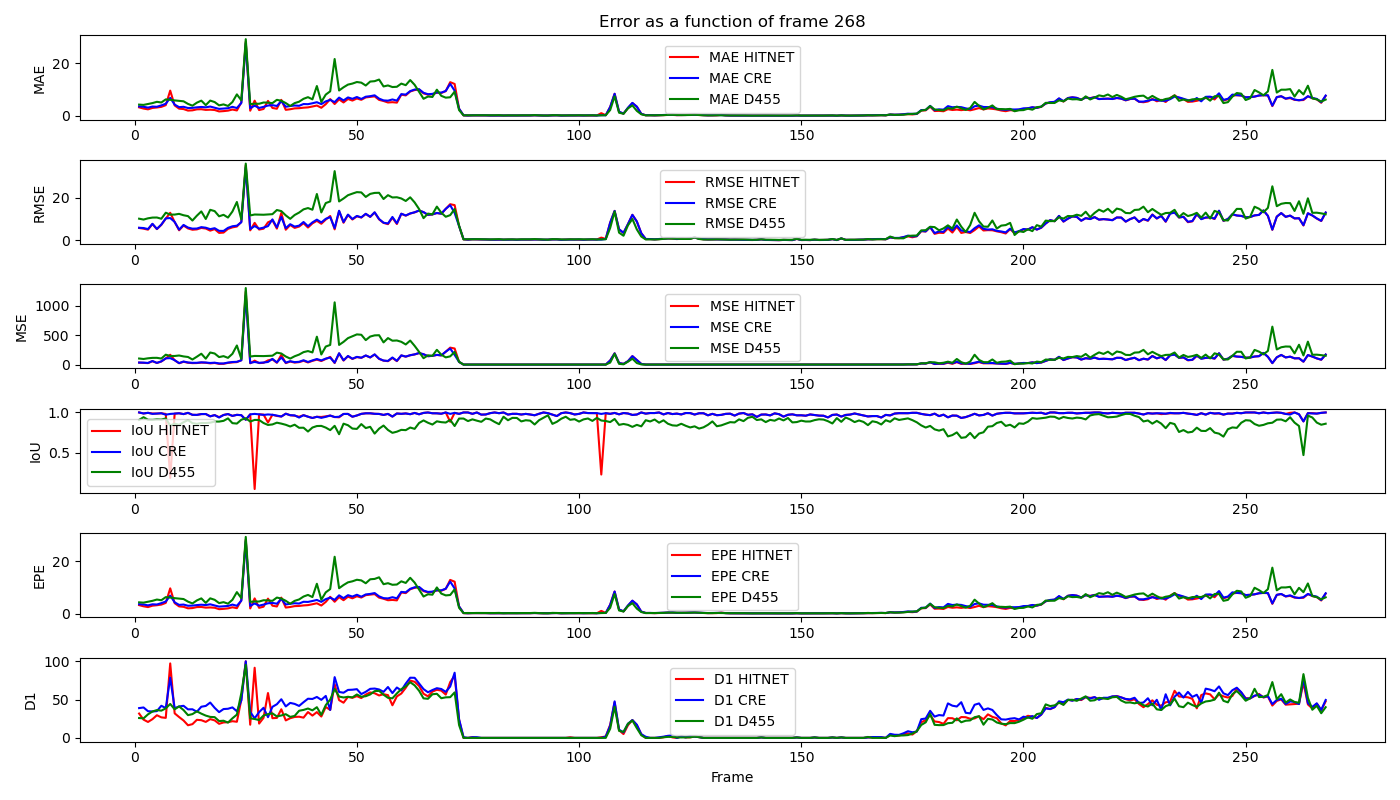 Error as a function of frame 268
MAE
20
0
MAE HITNET
MAE CRE
MAE D455
0 50 100 150 200 250
RMSE
20
0
RMSE HITNET
RMSE CRE
RMSE D455
0 50 100 150 200 250
MSE
1000
500
0
MSE HITNET
MSE CRE
MSE D455
0 50 100 150 200 250
IoU
1.0
0.5
IoU HITNET
IoU CRE
IoU D455
0 50 100 150 200 250
EPE
20
0
EPE HITNET
EPE CRE
EPE D455
0 50 100 150 200 250
D1
100
50
0
D1 HITNET
D1 CRE
D1 D455
0 50 100 150 200 250
Frame